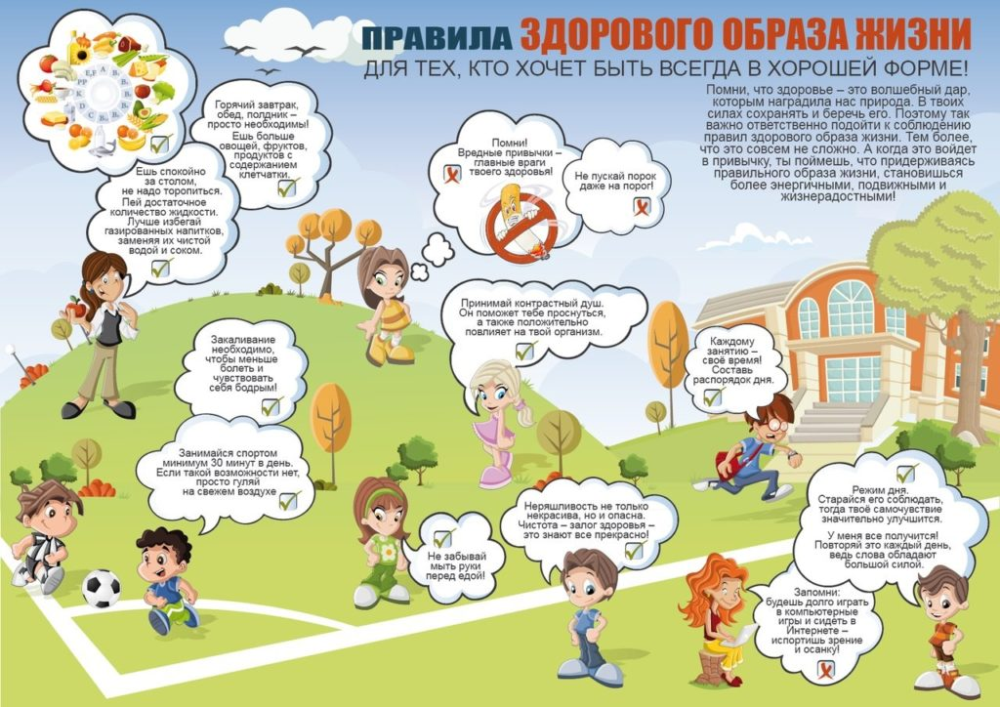 ПРАВИЛА ЗДОРОВОГО ОБРАЗА ЖИЗНИ
ДЛЯ ТЕХ, КТО ХОЧЕТ БЫТЬ ВСЕГДА В ХОРОШЕЙ ФОРМЕ!
Помни, что здоровье – это волшебный дар,
которым наградила нас природа. В твоих
силах сохранять и беречь его. Поэтому так
важно ответственно подойти к соблюдению
правил здорового образа жизни. Тем более,
что это совсем не сложно. А когда это войдет
в привычку, ты поймешь, что придерживаясь
правильного образа жизни, становишься
более энергичными, подвижными и
жизнерадостными!
Горячий завтрак,
обед, полдник –
просто необходимы!
Ешь больше
овощей, фруктов,
продуктов с
содержанием
клетчатки.
Ешь спокойно
за столом,
не надо торопиться.
Пей достаточное
количество жидкости.
Лучше избегай
газированных напитков,
заменяя их чистой
водой и соком.
Помни!
Вредные привычки –
главные враги
твоего здоровья!
Не пускай порок
даже на порог!
Принимай контрастный душ.
Он поможет тебе проснуться,
а также положительно
повлияет на твой организм.
Закаливание
необходимо,
чтобы меньше
болеть и
чувствовать
себя бодрым!
Каждому
занятию –
своё время!
Составь
распорядок дня.
Занимайся спортом
минимум 30 минут в день.
Если такой возможности нет,
просто гуляй
на свежем воздухе
Не забывай
мыть руки
перед едой!
Неряшливость не только
некрасива, но и опасна.
Чистота – залог здоровья –
это знают все прекрасно!
Режим дня.
Старайся его соблюдать,
тогда твоё самочувствие
значительно улучшится.
У меня все получится!
Повторяй это каждый день,
ведь слова обладают
большой силой.
Запомни:
будешь долго играть
в компьютерные
игры и сидеть в
Интернете –
испортишь зрение
и осанку!